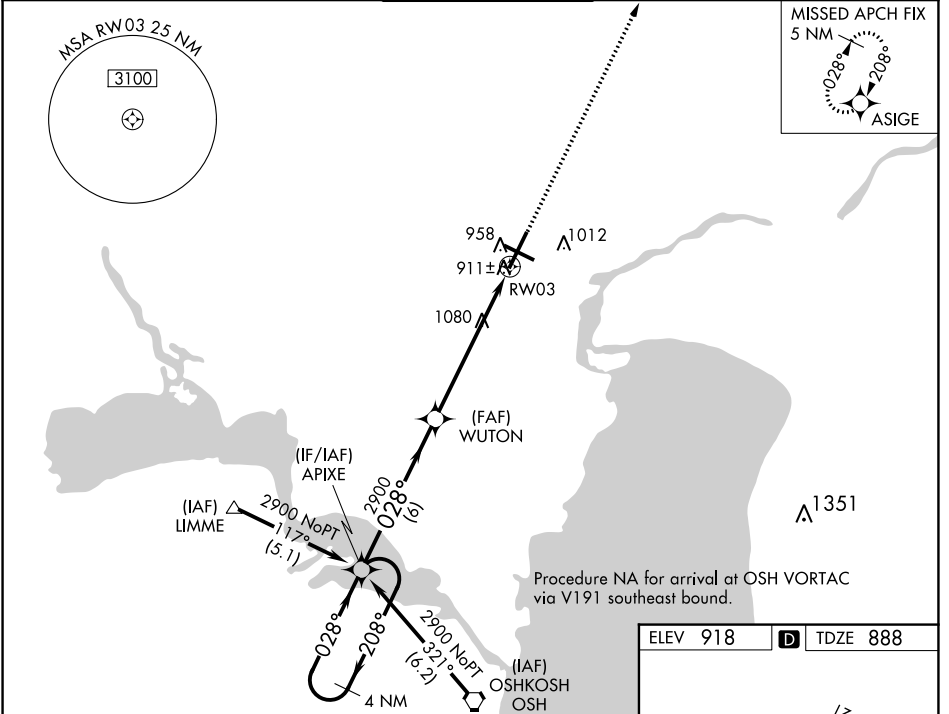 MSA RW03 25 NM
3100
MISSED APCH FIX
5 NM
028°
208°
ASIGE
958
1012
911±
RW03
1080
(FAF)
WUTON
(IF/IAF)
APIXE
2900
028°
(6)
(IAF)
LIMME
2900 NoPT
117°
(5.1)
1351
Procedure NA for arrival at OSH VORTAC
via V191 southeast bound.
028°
208°
4 NM
2900 NoPT
321°
(6.2)
(IAF)
OSHKOSH
OSH
ELEV 918 D TDZE 888